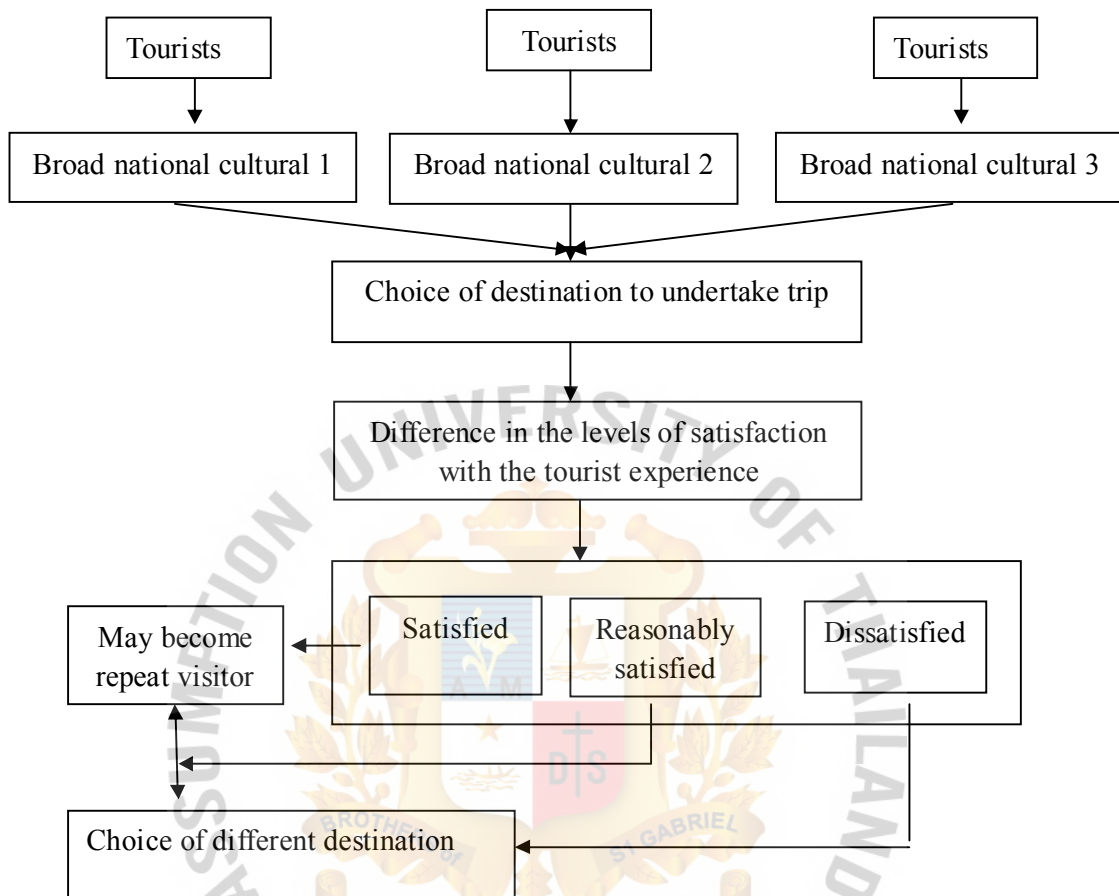 Tourists
Tourists
Tourists
Broad national cultural 1
Broad national cultural 2
Broad national cultural 3
Choice of destination to undertake trip
Difference in the levels of satisfaction
with the tourist experience
Satisfied
Reasonably
satisfied
Dissatisfied
May become
repeat visitor
Choice of different destination
ASSUMPTION UNIVERSITY OF THAILAND
A M
D S
BROTHERS of
ST GABRIEL